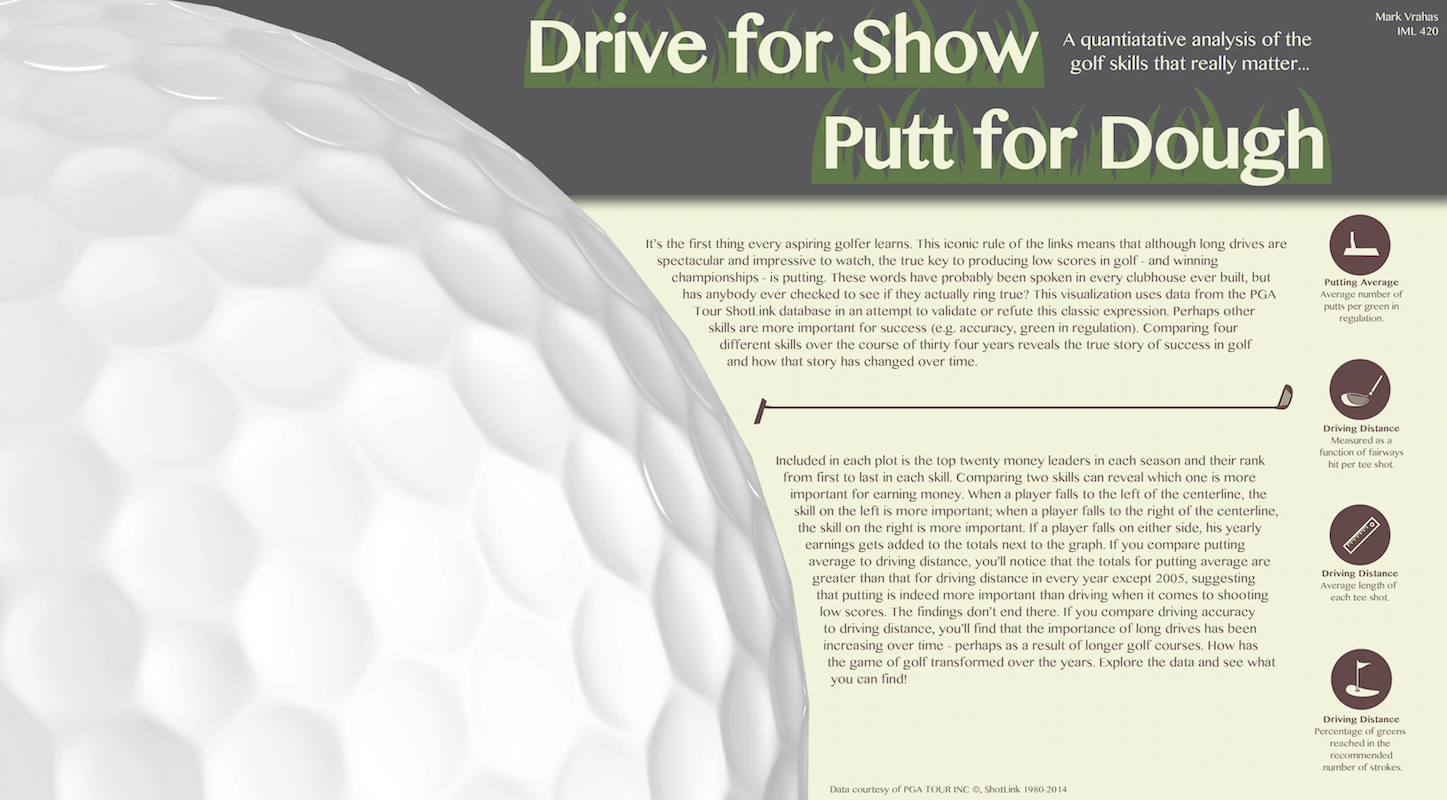 Drive for Show
Putt for Dough
A quantiatative analysis of the
golf skills that really matter...
Mark Vrahas
IML 420
It's the first thing every aspiring golfer learns. This iconic rule of the links means that although long drives are
spectacular and impressive to watch, the true key to producing low scores in golf - and winning
championships - is putting. These words have probably been spoken in every clubhouse ever built, but
has anybody ever checked to see if they actually ring true? This visualization uses data from the PGA
Tour ShotLink database in an attempt to validate or refute this classic expression. Perhaps other
skills are more important for success (e.g. accuracy, green in regulation). Comparing four
different skills over the course of thirty four years reveals the true story of success in golf
and how that story has changed over time.
Included in each plot is the top twenty money leaders in each season and their rank
from first to last in each skill. Comparing two skills can reveal which one is more
important for earning money. When a player falls to the left of the centerline, the
skill on the left is more important; when a player falls to the right of the centerline,
the skill on the right is more important. If a player falls on either side, his yearly
earnings gets added to the totals next to the graph. If you compare putting
average to driving distance, you'll notice that the totals for putting average are
greater than that for driving distance in every year except 2005, suggesting
that putting is indeed more important than driving when it comes to shooting
low scores. The findings don't end there. If you compare driving accuracy
to driving distance, you'll find that the importance of long drives has been
increasing over time - perhaps as a result of longer golf courses. How has
the game of golf transformed over the years. Explore the data and see what
you can find!
Putting Average
Average number of
putts per green in
regulation.
Driving Distance
Measured as a
function of fairways
hit per tee shot.
Driving Distance
Average length of
each tee shot.
Driving Distance
Percentage of greens
reached in the
recommended
number of strokes.
Data courtesy of PGA TOUR INC ©, ShotLink 1980-2014